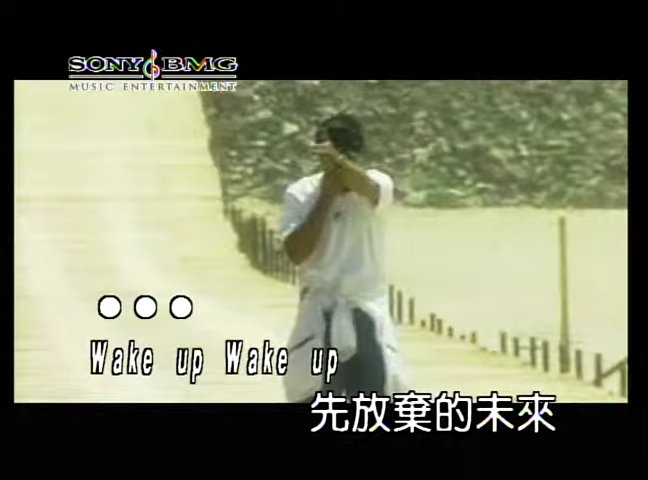 SONY BMG
MUSIC ENTERTAINMENT
Wake up Wake up
先放棄的未來